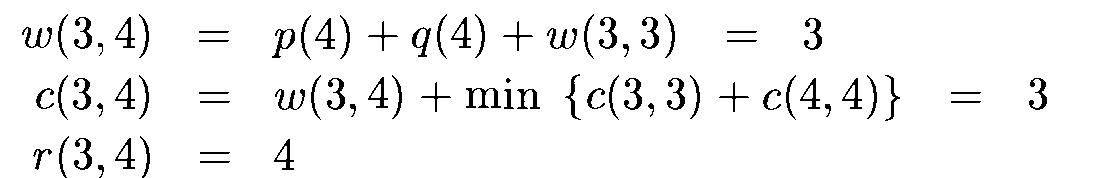 w(3,4) = p(4) + q(4) + w(3,3) = 3
c(3,4) = w(3,4) + min {c(3,3) + c(4,4)} = 3
r(3,4) = 4